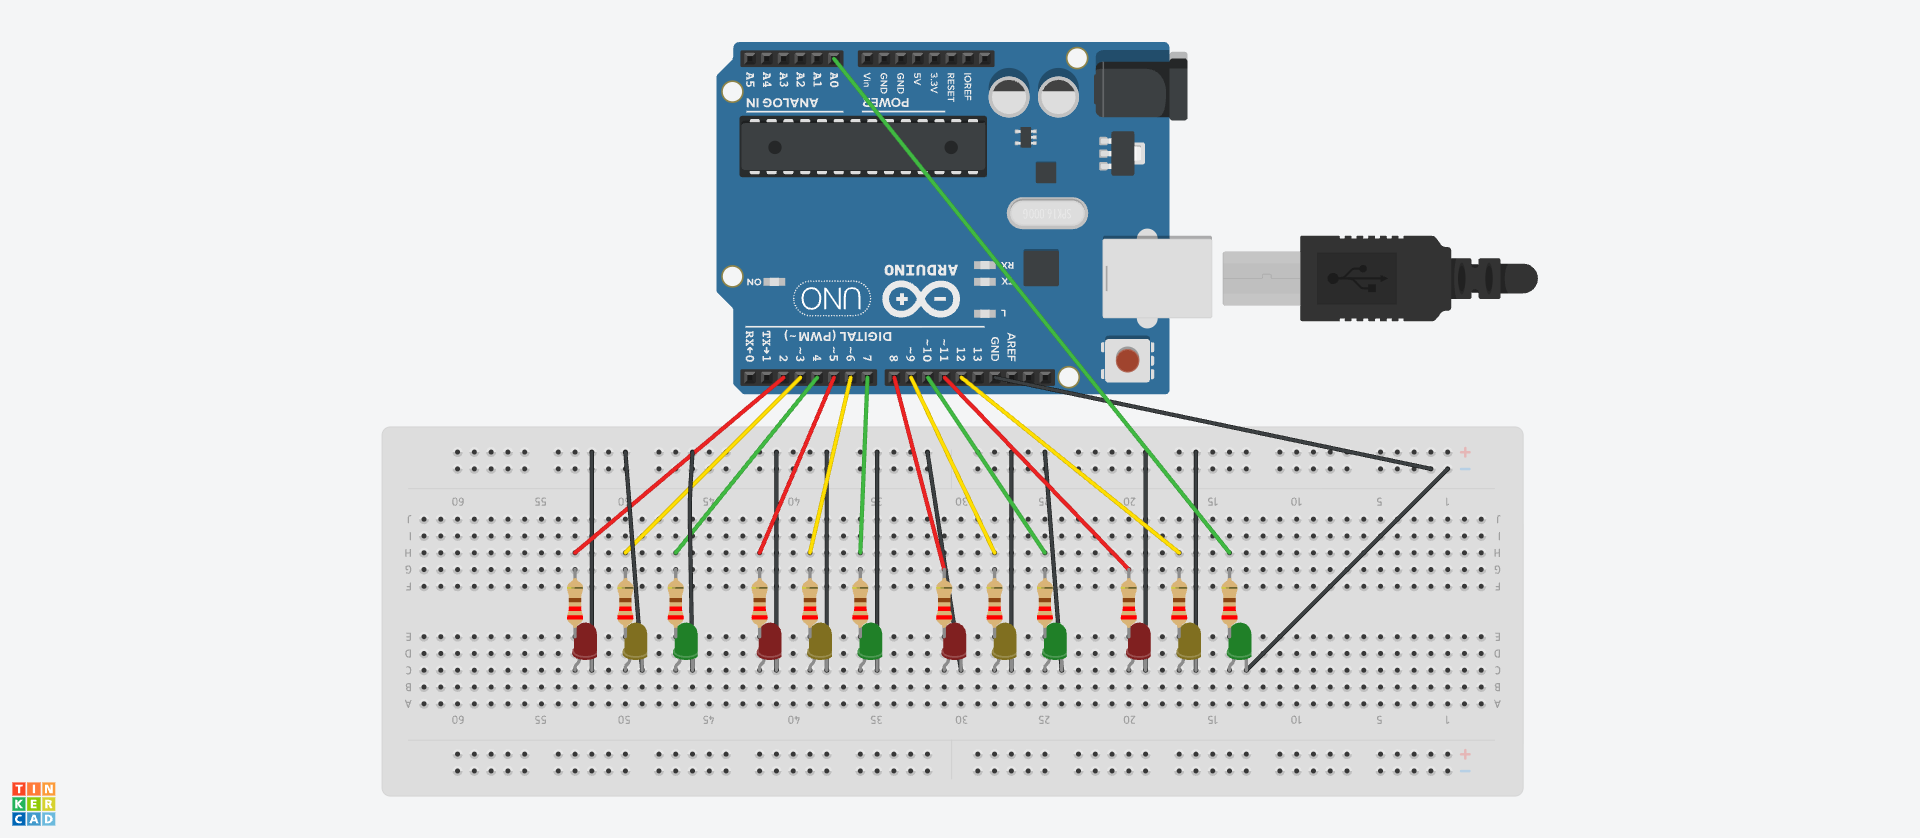 A5 A4 A3 A2 A1 A0 Vin GND GND 5V 3.3V RESET IOREF
ANALOG IN POWER
RX
ARDUINO
TX
ON
UNO
L
DIGITAL (PWM~)
RX←0 TX→1 2 ~3 4 ~5 ~6 7 8 ~9 ~10 ~11 12 13 GND AREF
+
−
60 55 50 45 40 35 30 25 20 15 10 5 1
J J
I I
H H
G G
F F
E E
D D
C C
B B
A A
60 55 50 45 40 35 30 25 20 15 10 5 1
+
−
TIN
KER
CAD